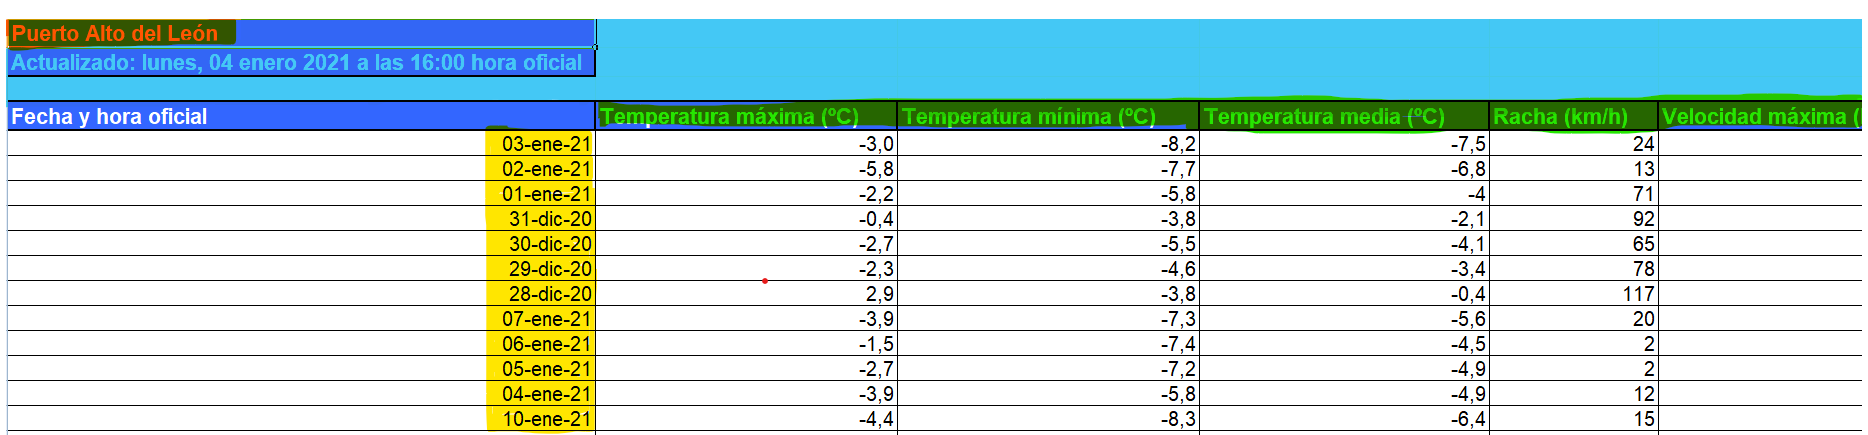 Puerto Alto del León
Actualizado: lunes, 04 enero 2021 a las 16:00 hora oficial
Fecha y hora oficial Temperatura máxima (ºC) Temperatura mínima (ºC) Temperatura media (ºC) Racha (km/h) Velocidad máxima (
03-ene-21 -3,0 -8,2 -7,5 24
02-ene-21 -5,8 -7,7 -6,8 13
01-ene-21 -2,2 -5,8 -4 71
31-dic-20 -0,4 -3,8 -2,1 92
30-dic-20 -2,7 -5,5 -4,1 65
29-dic-20 -2,3 -4,6 -3,4 78
28-dic-20 2,9 -3,8 -0,4 117
07-ene-21 -3,9 -7,3 -5,6 20
06-ene-21 -1,5 -7,4 -4,5 2
05-ene-21 -2,7 -7,2 -4,9 2
04-ene-21 -3,9 -5,8 -4,9 12
10-ene-21 -4,4 -8,3 -6,4 15